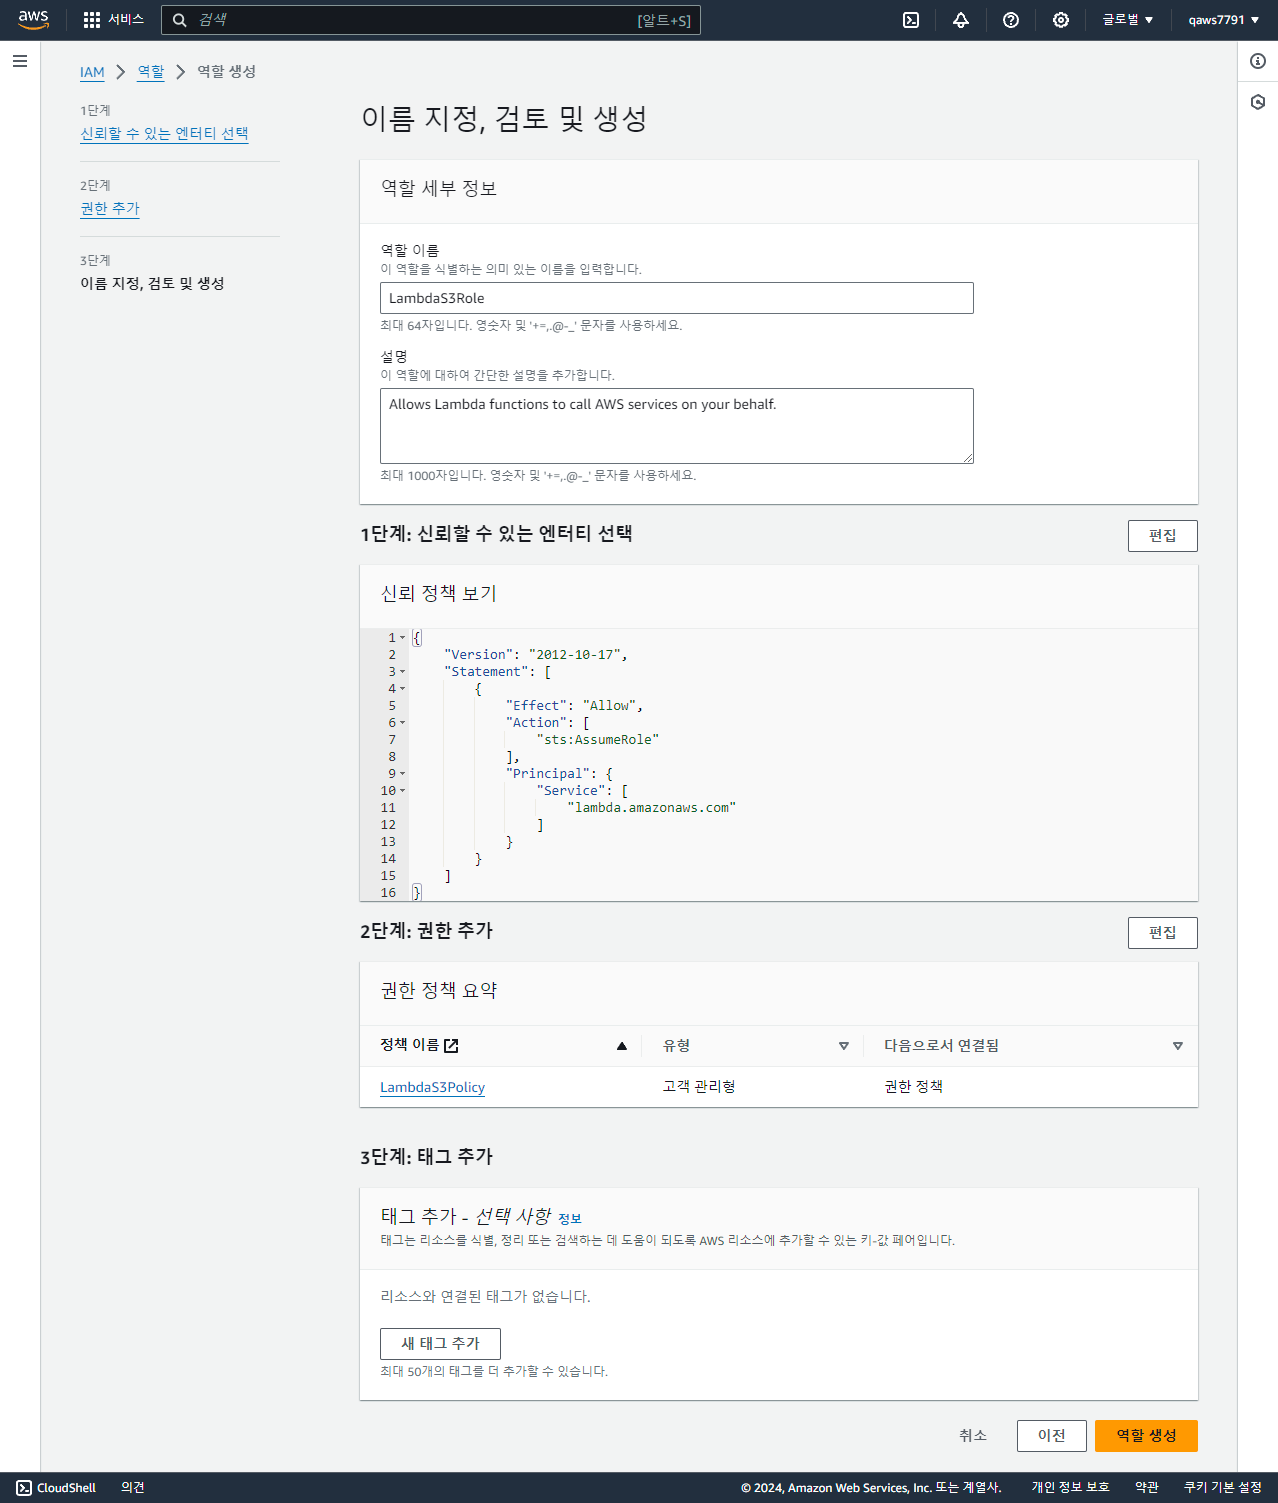 aws
서비스
검색
[알트+S]
글로벌
qaws7791
IAM
역할
역할 생성
1단계
신뢰할 수 있는 엔터티 선택
2단계
권한 추가
3단계
이름 지정, 검토 및 생성
이름 지정, 검토 및 생성
역할 세부 정보
역할 이름
이 역할을 식별하는 의미 있는 이름을 입력합니다.
LambdaS3Role
최대 64자입니다. 영숫자 및 '+=,.@-_' 문자를 사용하세요.
설명
이 역할에 대하여 간단한 설명을 추가합니다.
Allows Lambda functions to call AWS services on your behalf.
최대 1000자입니다. 영숫자 및 '+=,.@-_' 문자를 사용하세요.
1단계: 신뢰할 수 있는 엔터티 선택
편집
신뢰 정책 보기
1 {
2 "Version": "2012-10-17",
3 "Statement": [
4 {
5 "Effect": "Allow",
6 "Action": [
7 "sts:AssumeRole"
8 ],
9 "Principal": {
10 "Service": [
11 "lambda.amazonaws.com"
12 ]
13 }
14 }
15 ]
16 }
2단계: 권한 추가
편집
권한 정책 요약
정책 이름
유형
다음으로서 연결됨
LambdaS3Policy
고객 관리형
권한 정책
3단계: 태그 추가
태그 추가 - 선택 사항 정보
태그는 리소스를 식별, 정리 또는 검색하는 데 도움이 되도록 AWS 리소스에 추가할 수 있는 키-값 페어입니다.
리소스와 연결된 태그가 없습니다.
새 태그 추가
최대 50개의 태그를 더 추가할 수 있습니다.
취소
이전
역할 생성
CloudShell
의견
© 2024, Amazon Web Services, Inc. 또는 계열사.
개인 정보 보호
약관
쿠키 기본 설정